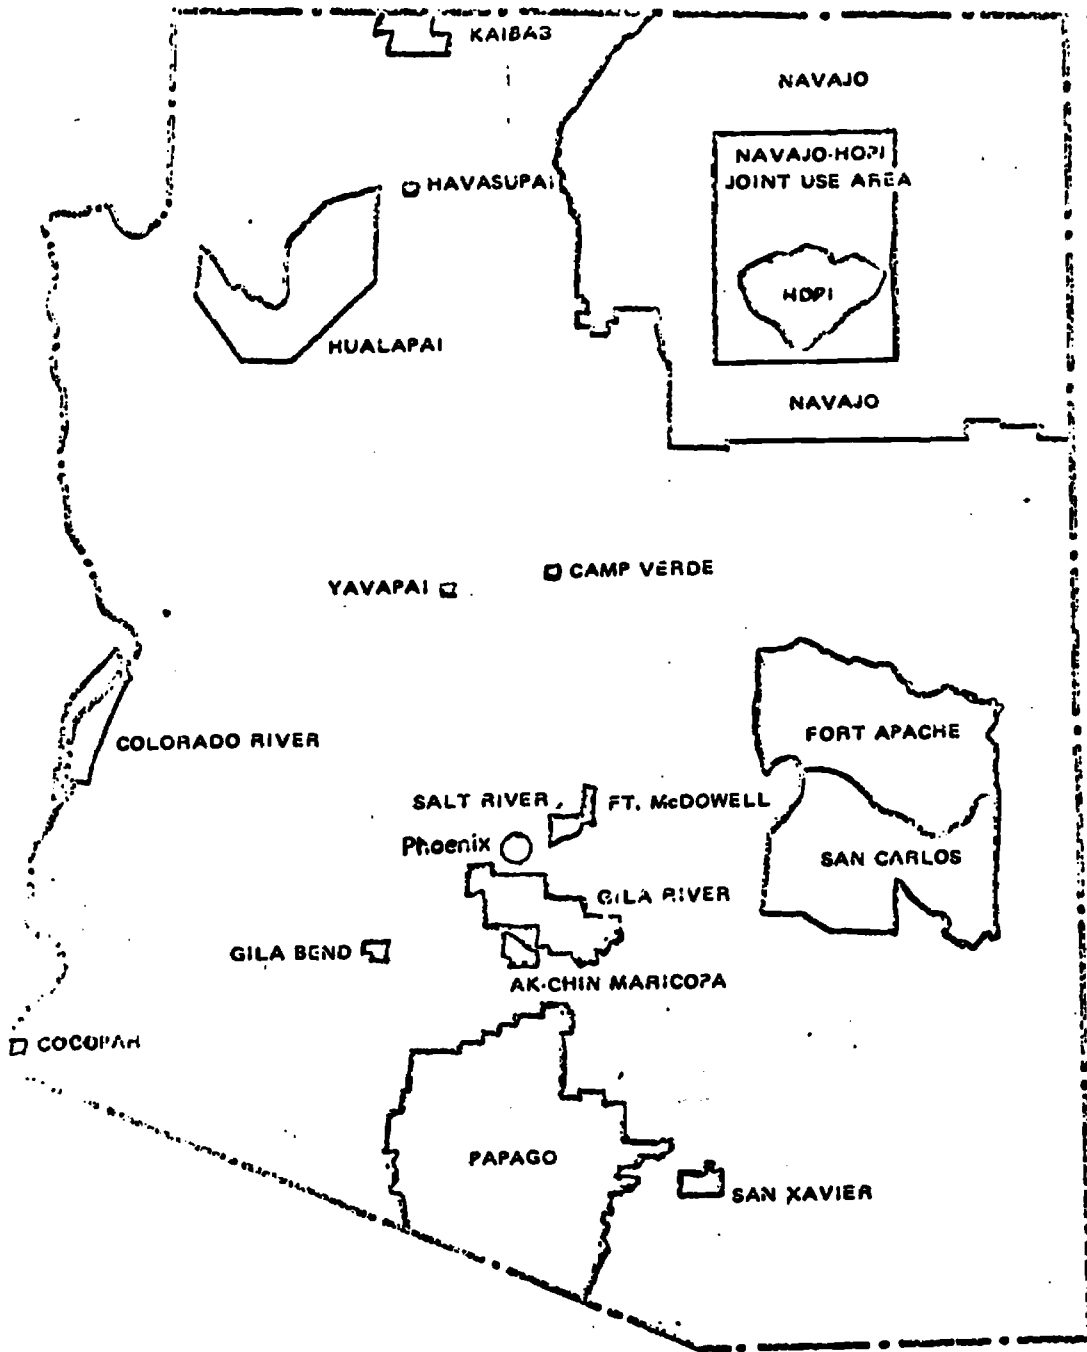 KAIBAB
NAVAJO
NAVAJO-HOPI
JOINT USE AREA
HAVASUPAI
HOPI
HUALAPAI
NAVAJO
CAMP VERDE
YAVAPAI
FORT APACHE
COLORADO RIVER
SALT RIVER
FT. McDOWELL
Phoenix
SAN CARLOS
GILA RIVER
GILA BEND
AK-CHIN MARICOPA
COCOPAH
PAPAGO
SAN XAVIER